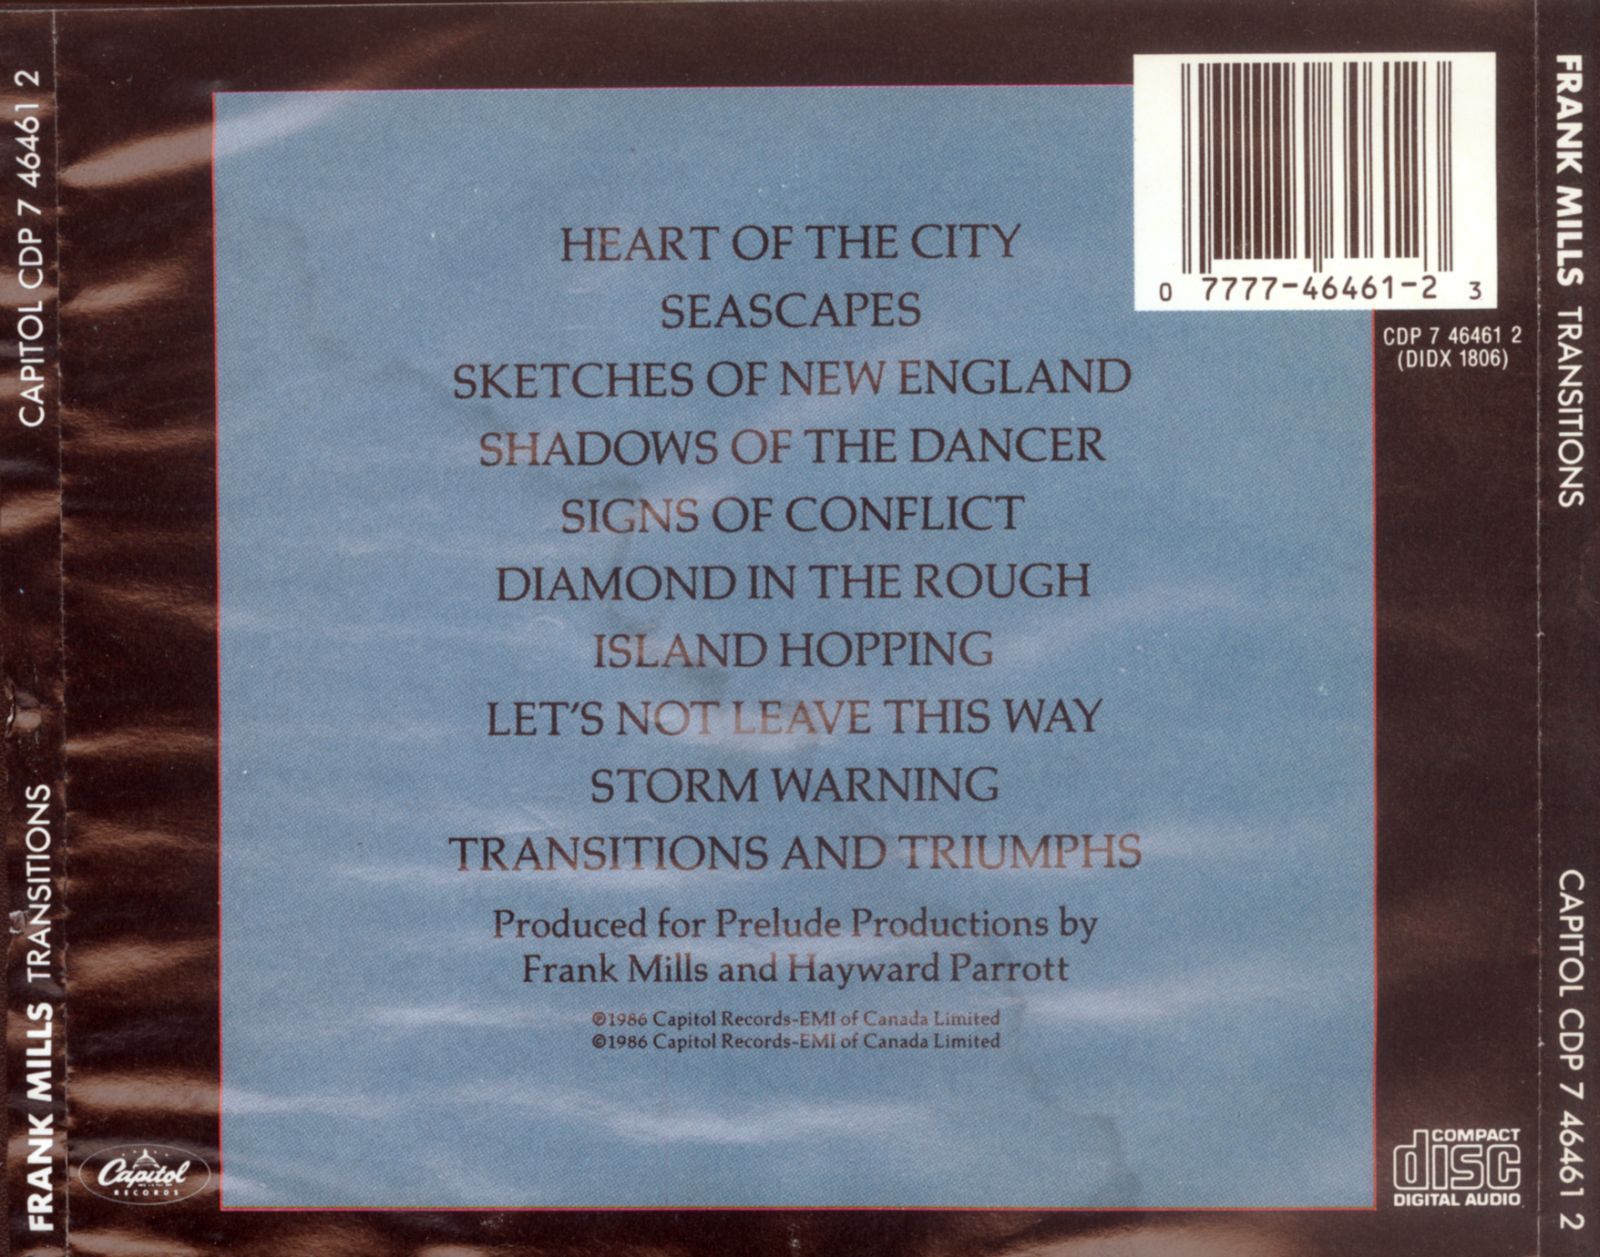 CAPITOL CDP 7 46461 2
FRANK MILLS TRANSITIONS
HEART OF THE CITY
SEASCAPES
SKETCHES OF NEW ENGLAND
SHADOWS OF THE DANCER
SIGNS OF CONFLICT
DIAMOND IN THE ROUGH
ISLAND HOPPING
LET'S NOT LEAVE THIS WAY
STORM WARNING
TRANSITIONS AND TRIUMPHS
Produced for Prelude Productions by
Frank Mills and Hayward Parrott
℗1986 Capitol Records-EMI of Canada Limited
©1986 Capitol Records-EMI of Canada Limited
0 7777-46461-2 3
CDP 7 46461 2
(DIDX 1806)
Capitol
RECORDS
COMPACT
disc
DIGITAL AUDIO
FRANK MILLS TRANSITIONS
CAPITOL CDP 7 46461 2